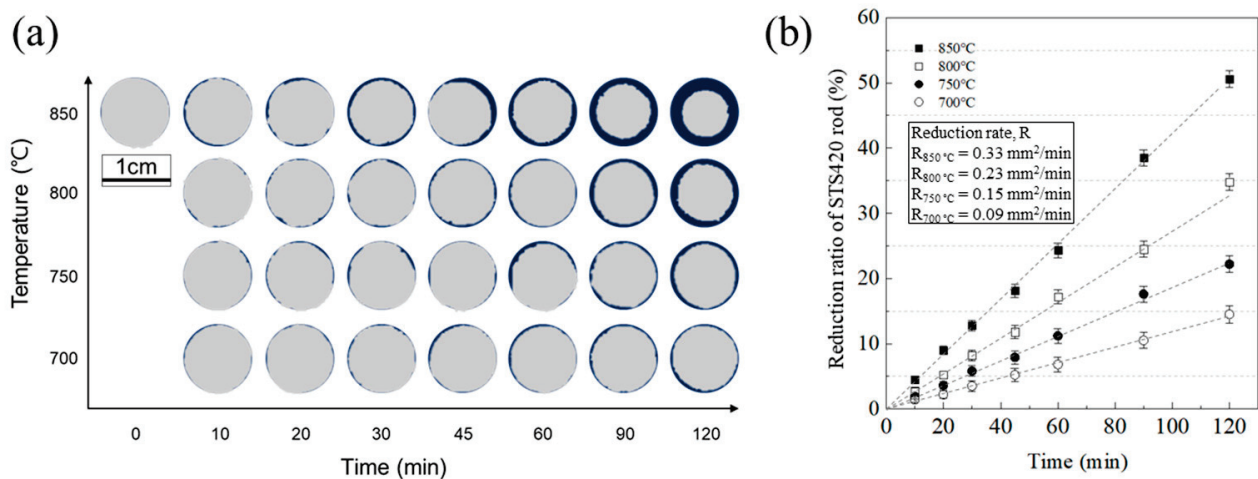 (a)
Temperature (℃)
850
800
750
700
1cm
0 10 20 30 45 60 90 120
Time (min)
(b)
Reduction ratio of STS420 rod (%)
60
50
40
30
20
10
0
850℃
800℃
750℃
700℃
Reduction rate, R
R850 ℃ = 0.33 mm²/min
R800 ℃ = 0.23 mm²/min
R750 ℃ = 0.15 mm²/min
R700 ℃ = 0.09 mm²/min
0 20 40 60 80 100 120
Time (min)